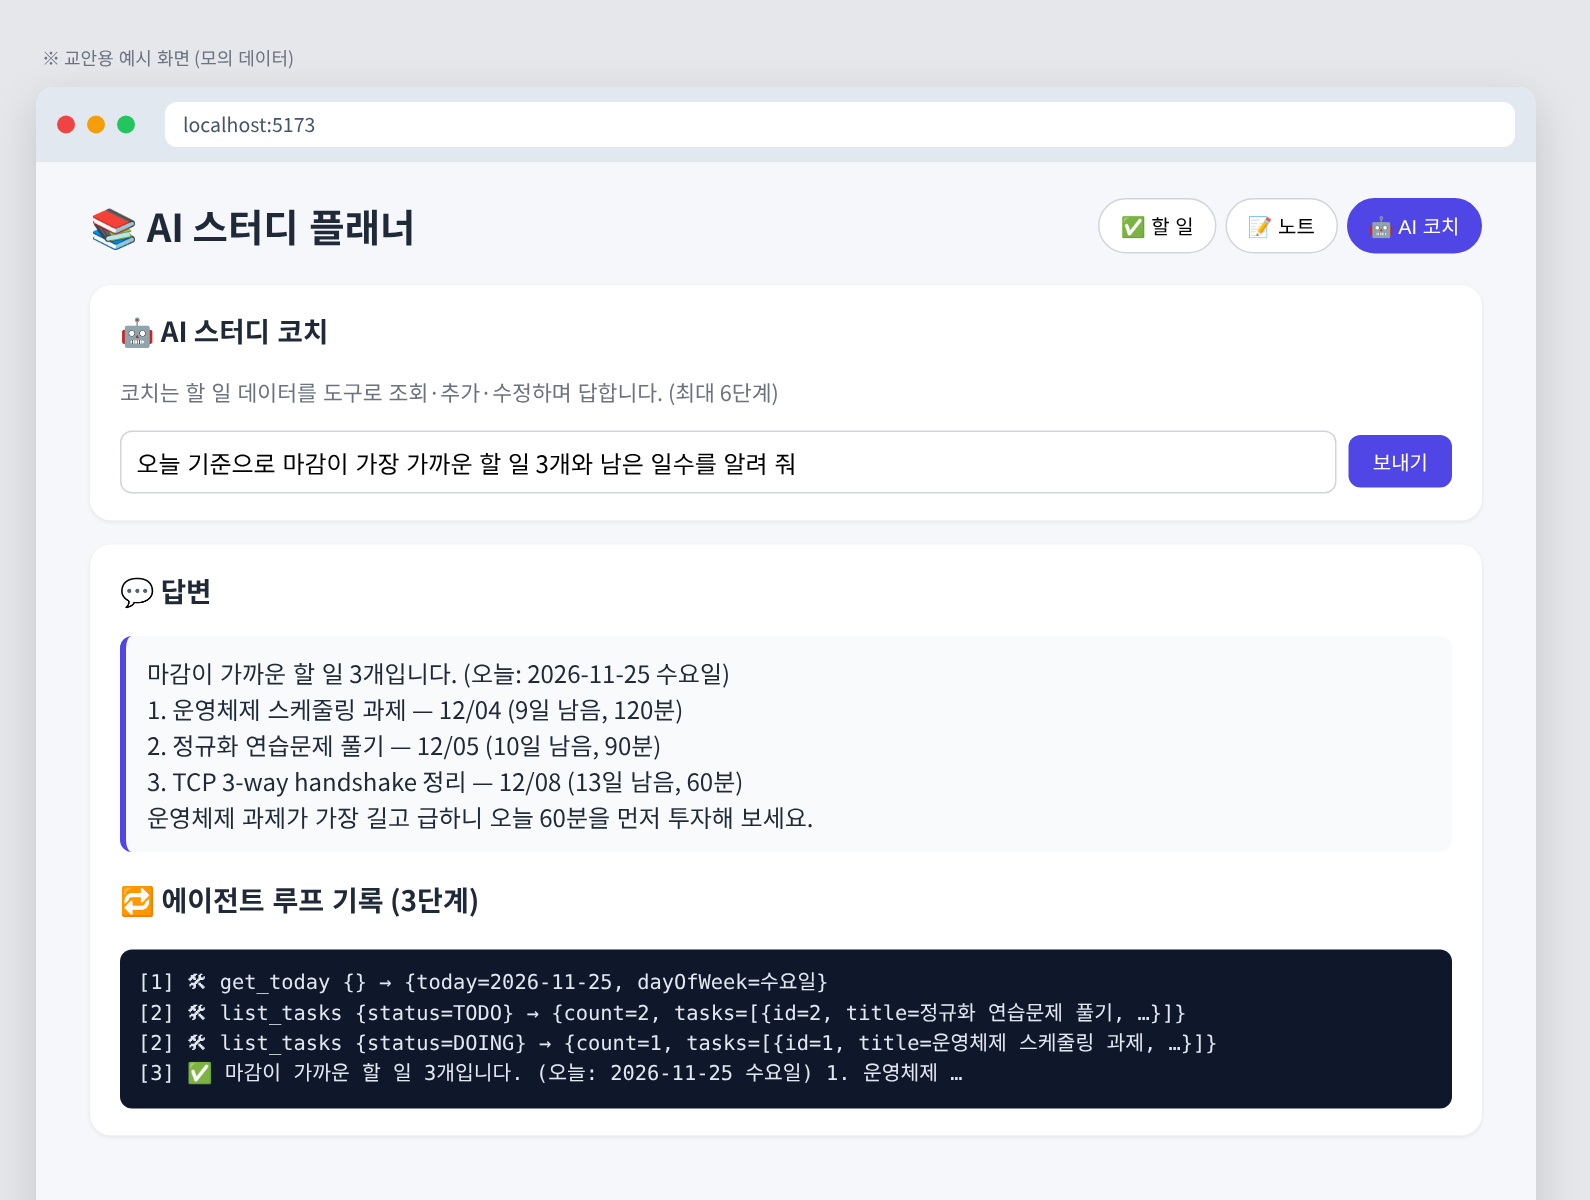 ※ 교안용 예시 화면 (모의 데이터)
localhost:5173
📚 AI 스터디 플래너
✅ 할 일
📝 노트
🤖 AI 코치
🤖 AI 스터디 코치
코치는 할 일 데이터를 도구로 조회·추가·수정하며 답합니다. (최대 6단계)
오늘 기준으로 마감이 가장 가까운 할 일 3개와 남은 일수를 알려 줘
보내기
💬 답변
마감이 가까운 할 일 3개입니다. (오늘: 2026-11-25 수요일)
1. 운영체제 스케줄링 과제 — 12/04 (9일 남음, 120분)
2. 정규화 연습문제 풀기 — 12/05 (10일 남음, 90분)
3. TCP 3-way handshake 정리 — 12/08 (13일 남음, 60분)
운영체제 과제가 가장 길고 급하니 오늘 60분을 먼저 투자해 보세요.
🔁 에이전트 루프 기록 (3단계)
[1] 🛠 get_today {} → {today=2026-11-25, dayOfWeek=수요일}
[2] 🛠 list_tasks {status=TODO} → {count=2, tasks=[{id=2, title=정규화 연습문제 풀기, …}]}
[2] 🛠 list_tasks {status=DOING} → {count=1, tasks=[{id=1, title=운영체제 스케줄링 과제, …}]}
[3] ✅ 마감이 가까운 할 일 3개입니다. (오늘: 2026-11-25 수요일) 1. 운영체제 …